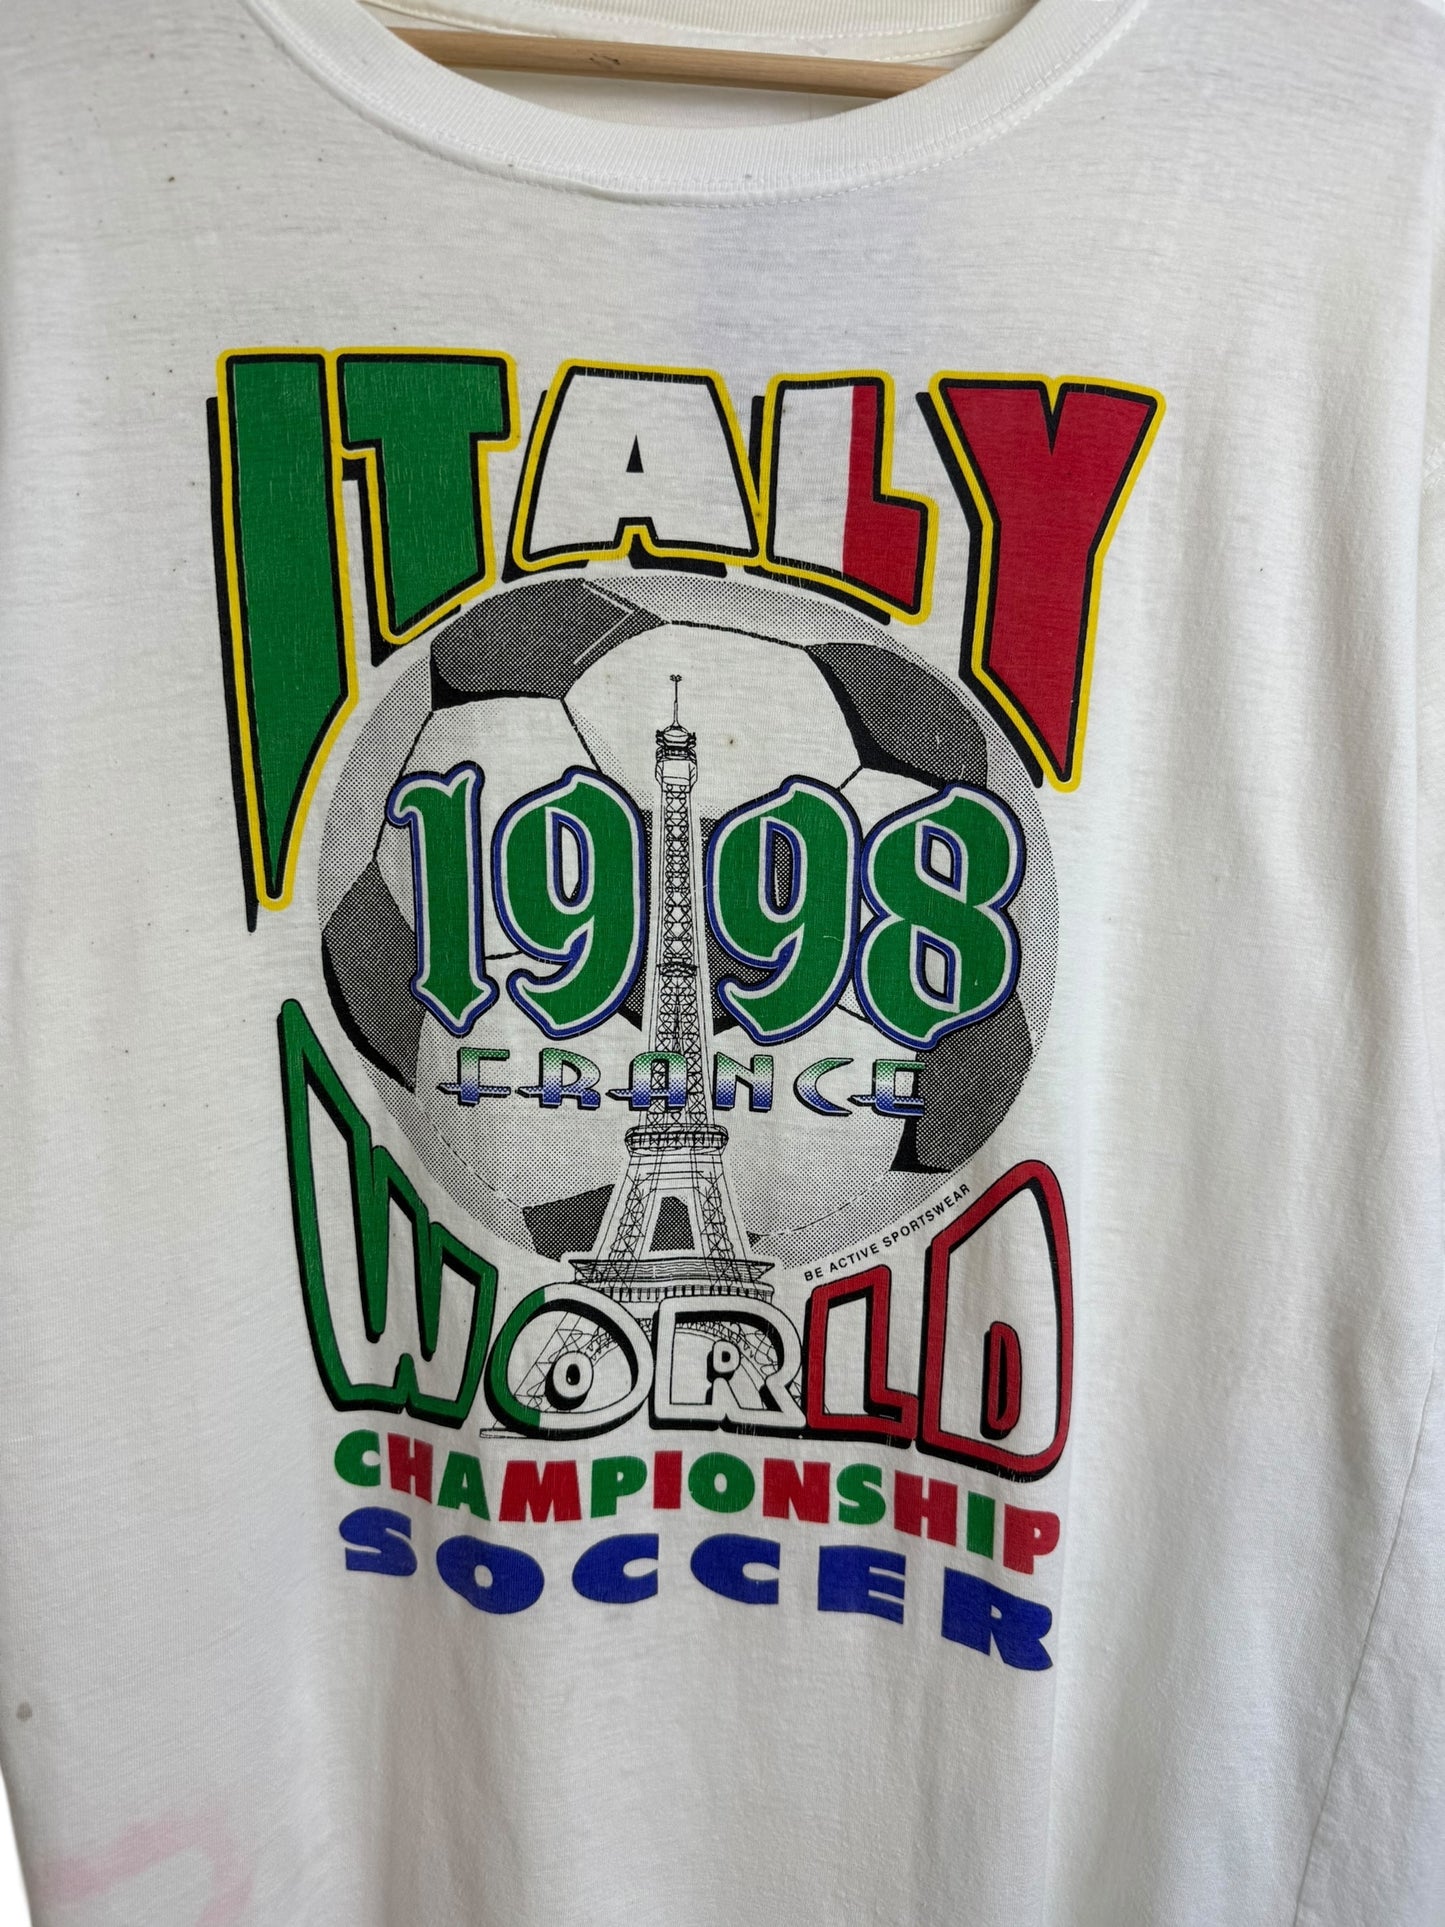 ITALY
1998
FRANCE
BE ACTIVE SPORTSWEAR
WORLD
CHAMPIONSHIP
SOCCER